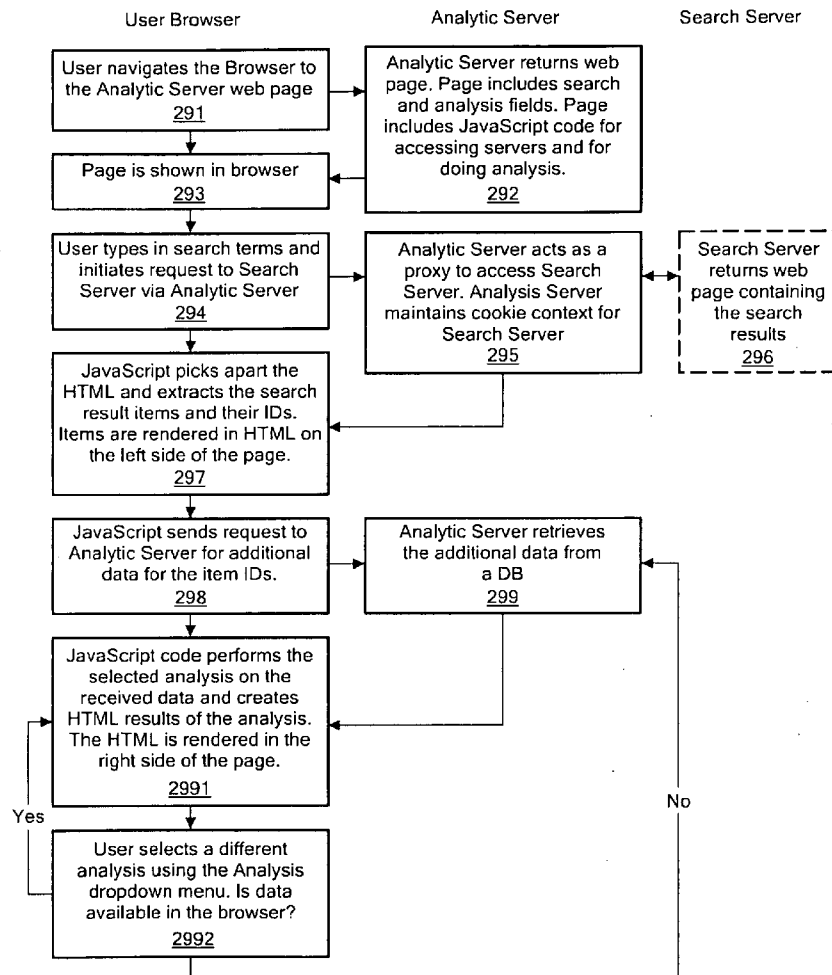 User Browser
Analytic Server
Search Server
User navigates the Browser to
the Analytic Server web page
291
Analytic Server returns web
page. Page includes search
and analysis fields. Page
includes JavaScript code for
accessing servers and for
doing analysis.
292
Page is shown in browser
293
User types in search terms and
initiates request to Search
Server via Analytic Server
294
Analytic Server acts as a
proxy to access Search
Server. Analysis Server
maintains cookie context for
Search Server
295
Search Server
returns web
page containing
the search
results
296
JavaScript picks apart the
HTML and extracts the search
result items and their IDs.
Items are rendered in HTML on
the left side of the page.
297
JavaScript sends request to
Analytic Server for additional
data for the item IDs.
298
Analytic Server retrieves
the additional data from
a DB
299
JavaScript code performs the
selected analysis on the
received data and creates
HTML results of the analysis.
The HTML is rendered in the
right side of the page.
2991
Yes
No
User selects a different
analysis using the Analysis
dropdown menu. Is data
available in the browser?
2992